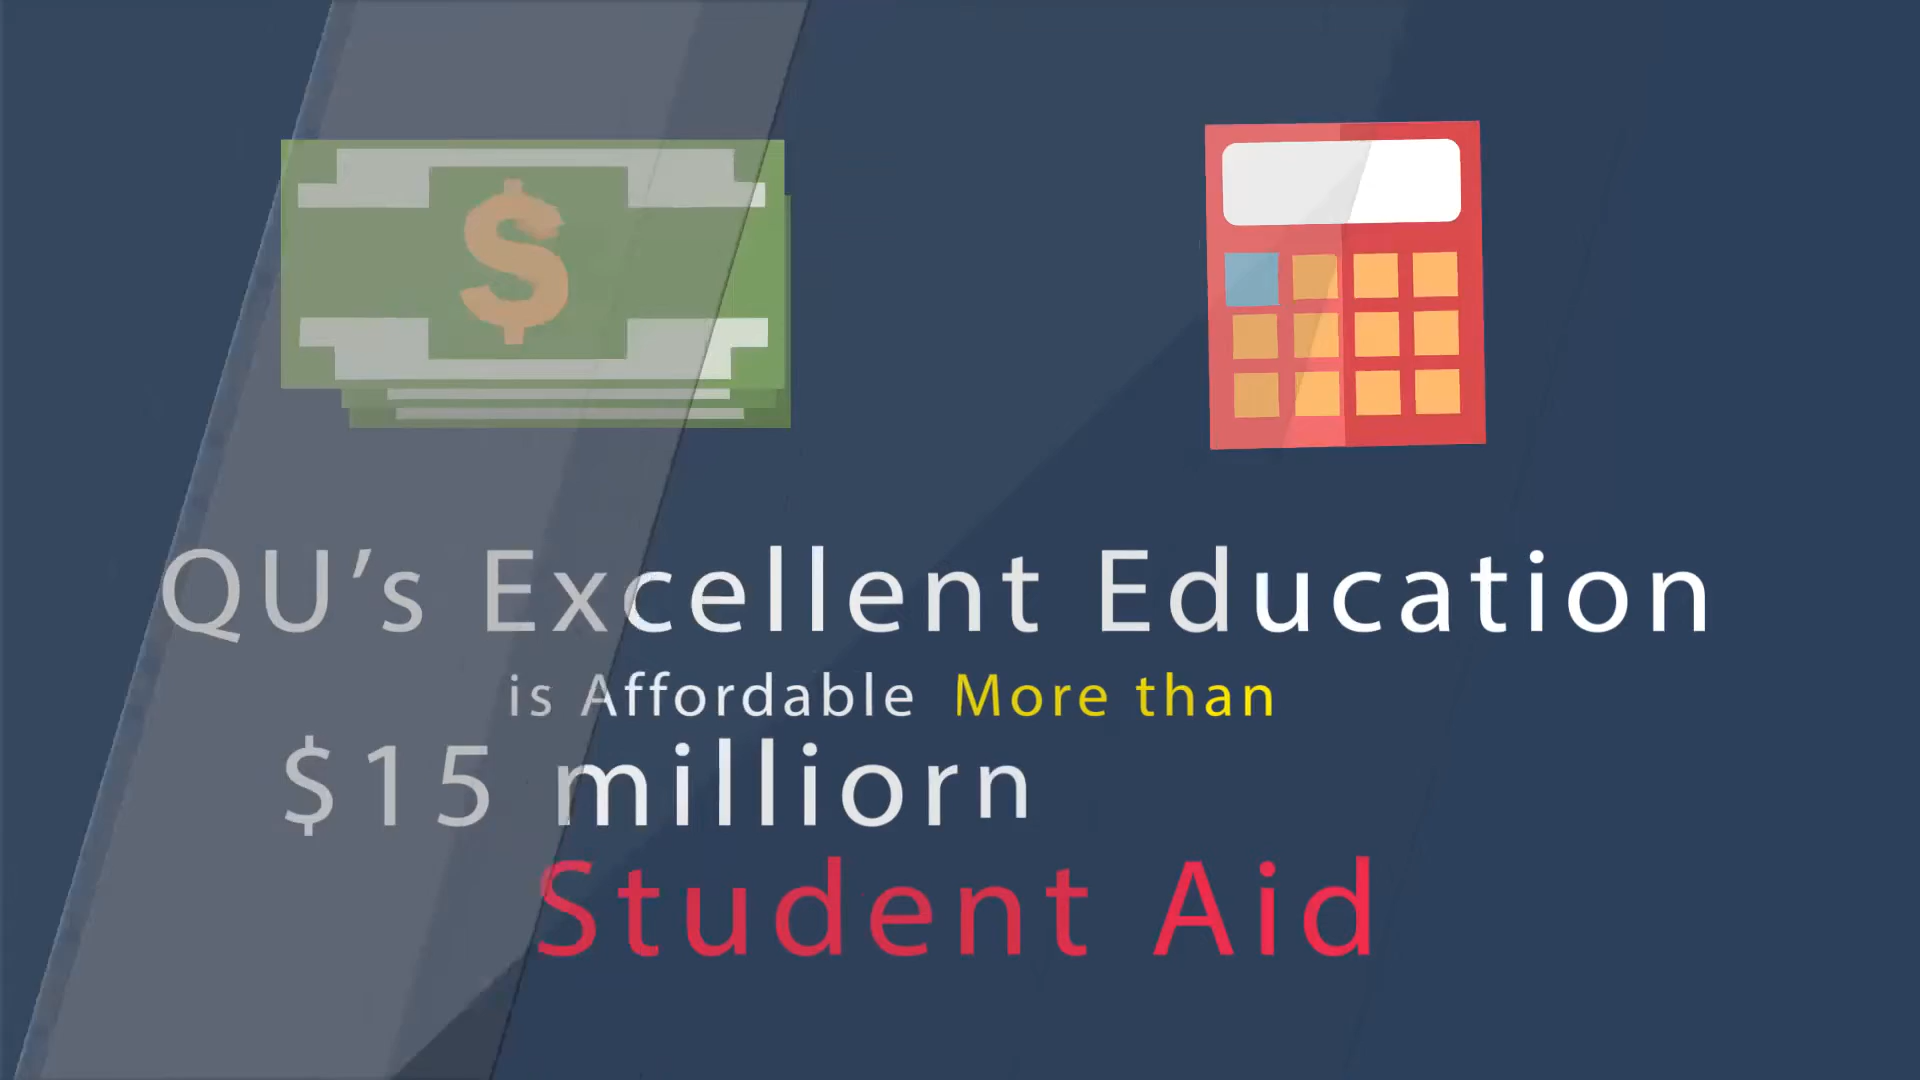 $
QU’s Excellent Education
is Affordable More than
$15 milliorn
Student Aid